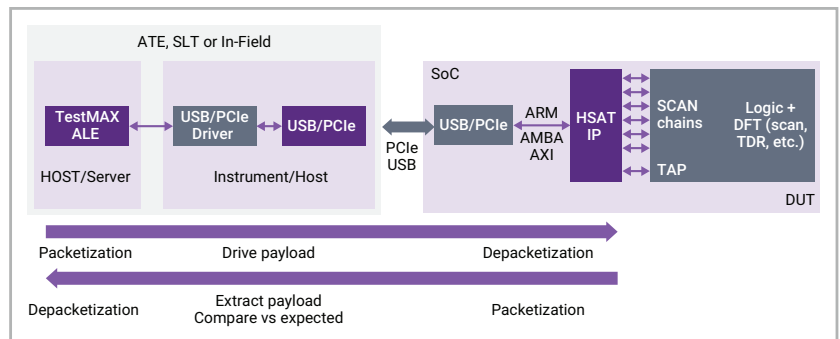 ATE, SLT or In-Field
TestMAX
ALE
HOST/Server
USB/PCIe
Driver
USB/PCIe
Instrument/Host
PCIe
USB
SoC
USB/PCIe
ARM
AMBA
AXI
HSAT
IP
SCAN
chains
TAP
Logic +
DFT (scan,
TDR, etc.)
DUT
Packetization
Drive payload
Depacketization
Depacketization
Extract payload
Compare vs expected
Packetization